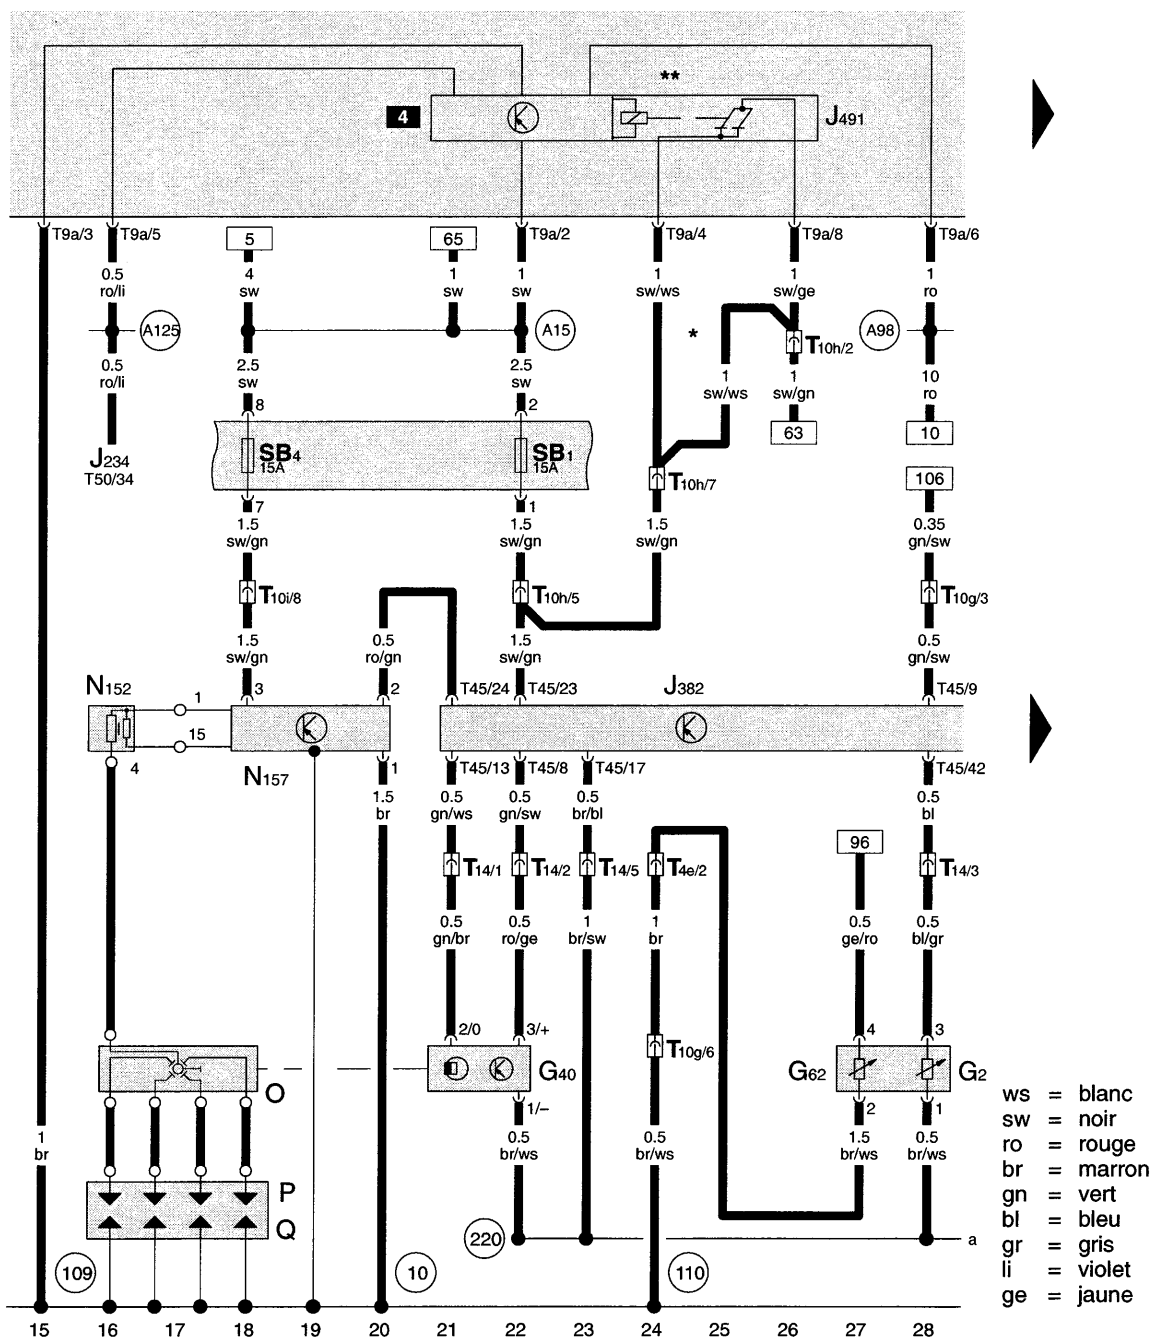 **
4
J491
T9a/3
T9a/5
5
65
T9a/2
T9a/4
T9a/8
T9a/6
0.5
ro/li
4
sw
1
sw
1
sw
1
sw/ws
1
sw/ge
1
ro
A125
A15
*
T10h/2
A98
0.5
ro/li
2.5
sw
2.5
sw
1
sw/ws
1
sw/gn
10
ro
8
2
63
10
J234
T50/34
SB4
15A
SB1
15A
T10h/7
106
7
1
1.5
sw/gn
1.5
sw/gn
1.5
sw/gn
0.35
gn/sw
T10i/8
T10h/5
T10g/3
1.5
sw/gn
0.5
ro/gn
1.5
sw/gn
0.5
gn/sw
N152
1
3
2
T45/24
T45/23
J382
T45/9
15
4
N157
1
T45/13
T45/8
T45/17
T45/42
1.5
br
0.5
gn/ws
0.5
gn/sw
0.5
br/bl
0.5
bl
96
T14/1
T14/2
T14/5
T4e/2
T14/3
0.5
gn/br
0.5
ro/ge
1
br/sw
1
br
0.5
ge/ro
0.5
bl/gr
2/0
3/+
4
3
T10g/6
G40
G62
G2
O
1/–
2
1
1
br
0.5
br/ws
0.5
br/ws
1.5
br/ws
0.5
br/ws
P
Q
220
a
109
10
110
15 16 17 18 19 20 21 22 23 24 25 26 27 28
ws = blanc
sw = noir
ro = rouge
br = marron
gn = vert
bl = bleu
gr = gris
li = violet
ge = jaune